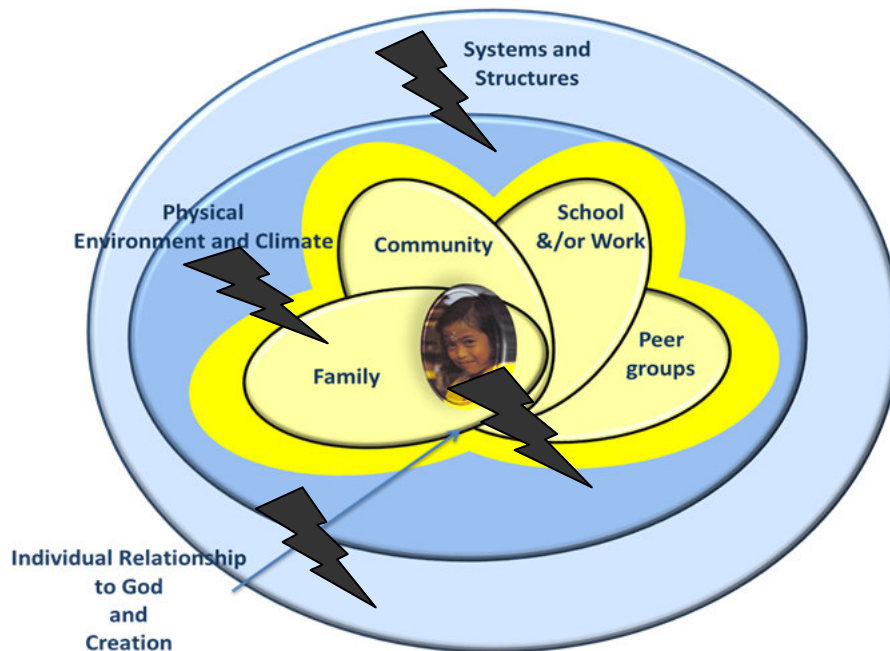 Systems and
Structures
Physical
Environment and Climate
Community
School
&/or Work
Family
Peer
groups
Individual Relationship
to God
and
Creation